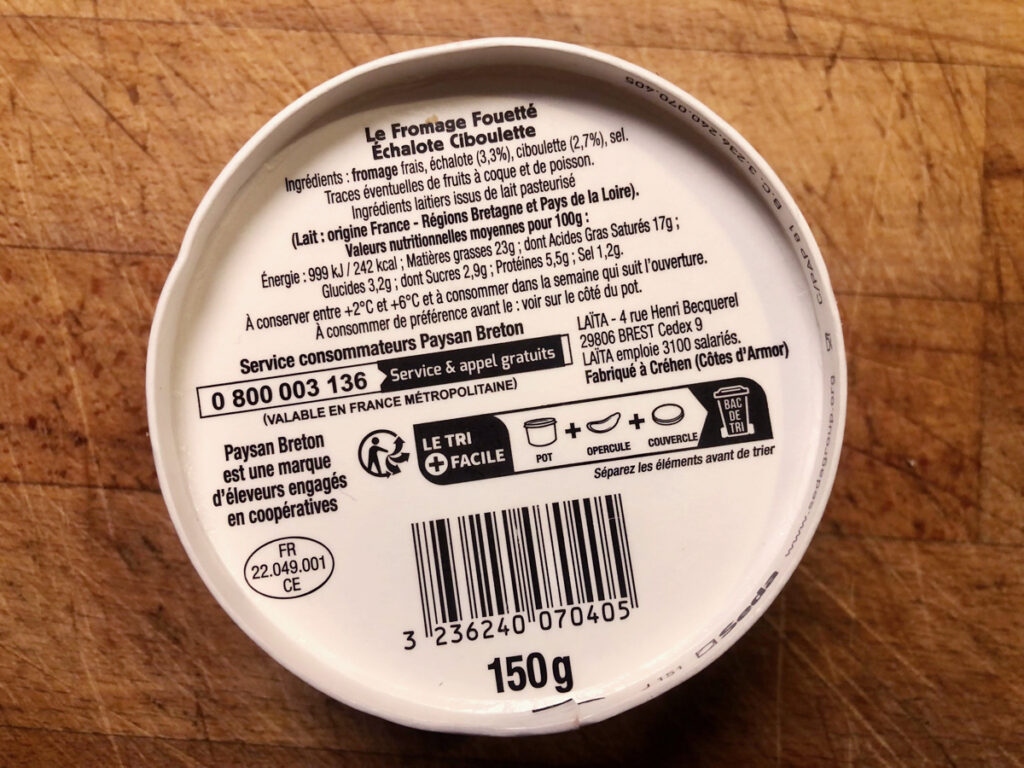 Le Fromage Fouetté
Échalote Ciboulette
Ingrédients : fromage frais, échalote (3,3%), ciboulette (2,7%), sel.
Traces éventuelles de fruits à coque et de poisson.
Ingrédients laitiers issus de lait pasteurisé
(Lait : origine France - Régions Bretagne et Pays de la Loire).
Valeurs nutritionnelles moyennes pour 100g :
Énergie : 999 kJ / 242 kcal ; Matières grasses 23g ; dont Acides Gras Saturés 17g ;
Glucides 3,2g ; dont Sucres 2,9g ; Protéines 5,5g ; Sel 1,2g.
À conserver entre +2°C et +6°C et à consommer dans la semaine qui suit l'ouverture.
À consommer de préférence avant le : voir sur le côté du pot.
Service consommateurs Paysan Breton
0 800 003 136 Service & appel gratuits
(VALABLE EN FRANCE MÉTROPOLITAINE)
LAÏTA - 4 rue Henri Becquerel
29806 BREST Cedex 9
LAÏTA emploie 3100 salariés.
Fabriqué à Créhen (Côtes d'Armor)
Paysan Breton
est une marque
d'éleveurs engagés
en coopératives
LE TRI
+ FACILE
POT
+
OPERCULE
+
COUVERCLE
BAC
DE
TRI
Séparez les éléments avant de trier
FR
22.049.001
CE
3 236240 070405
150g
B.C. 3.236.240.070.405
C/PAP 81